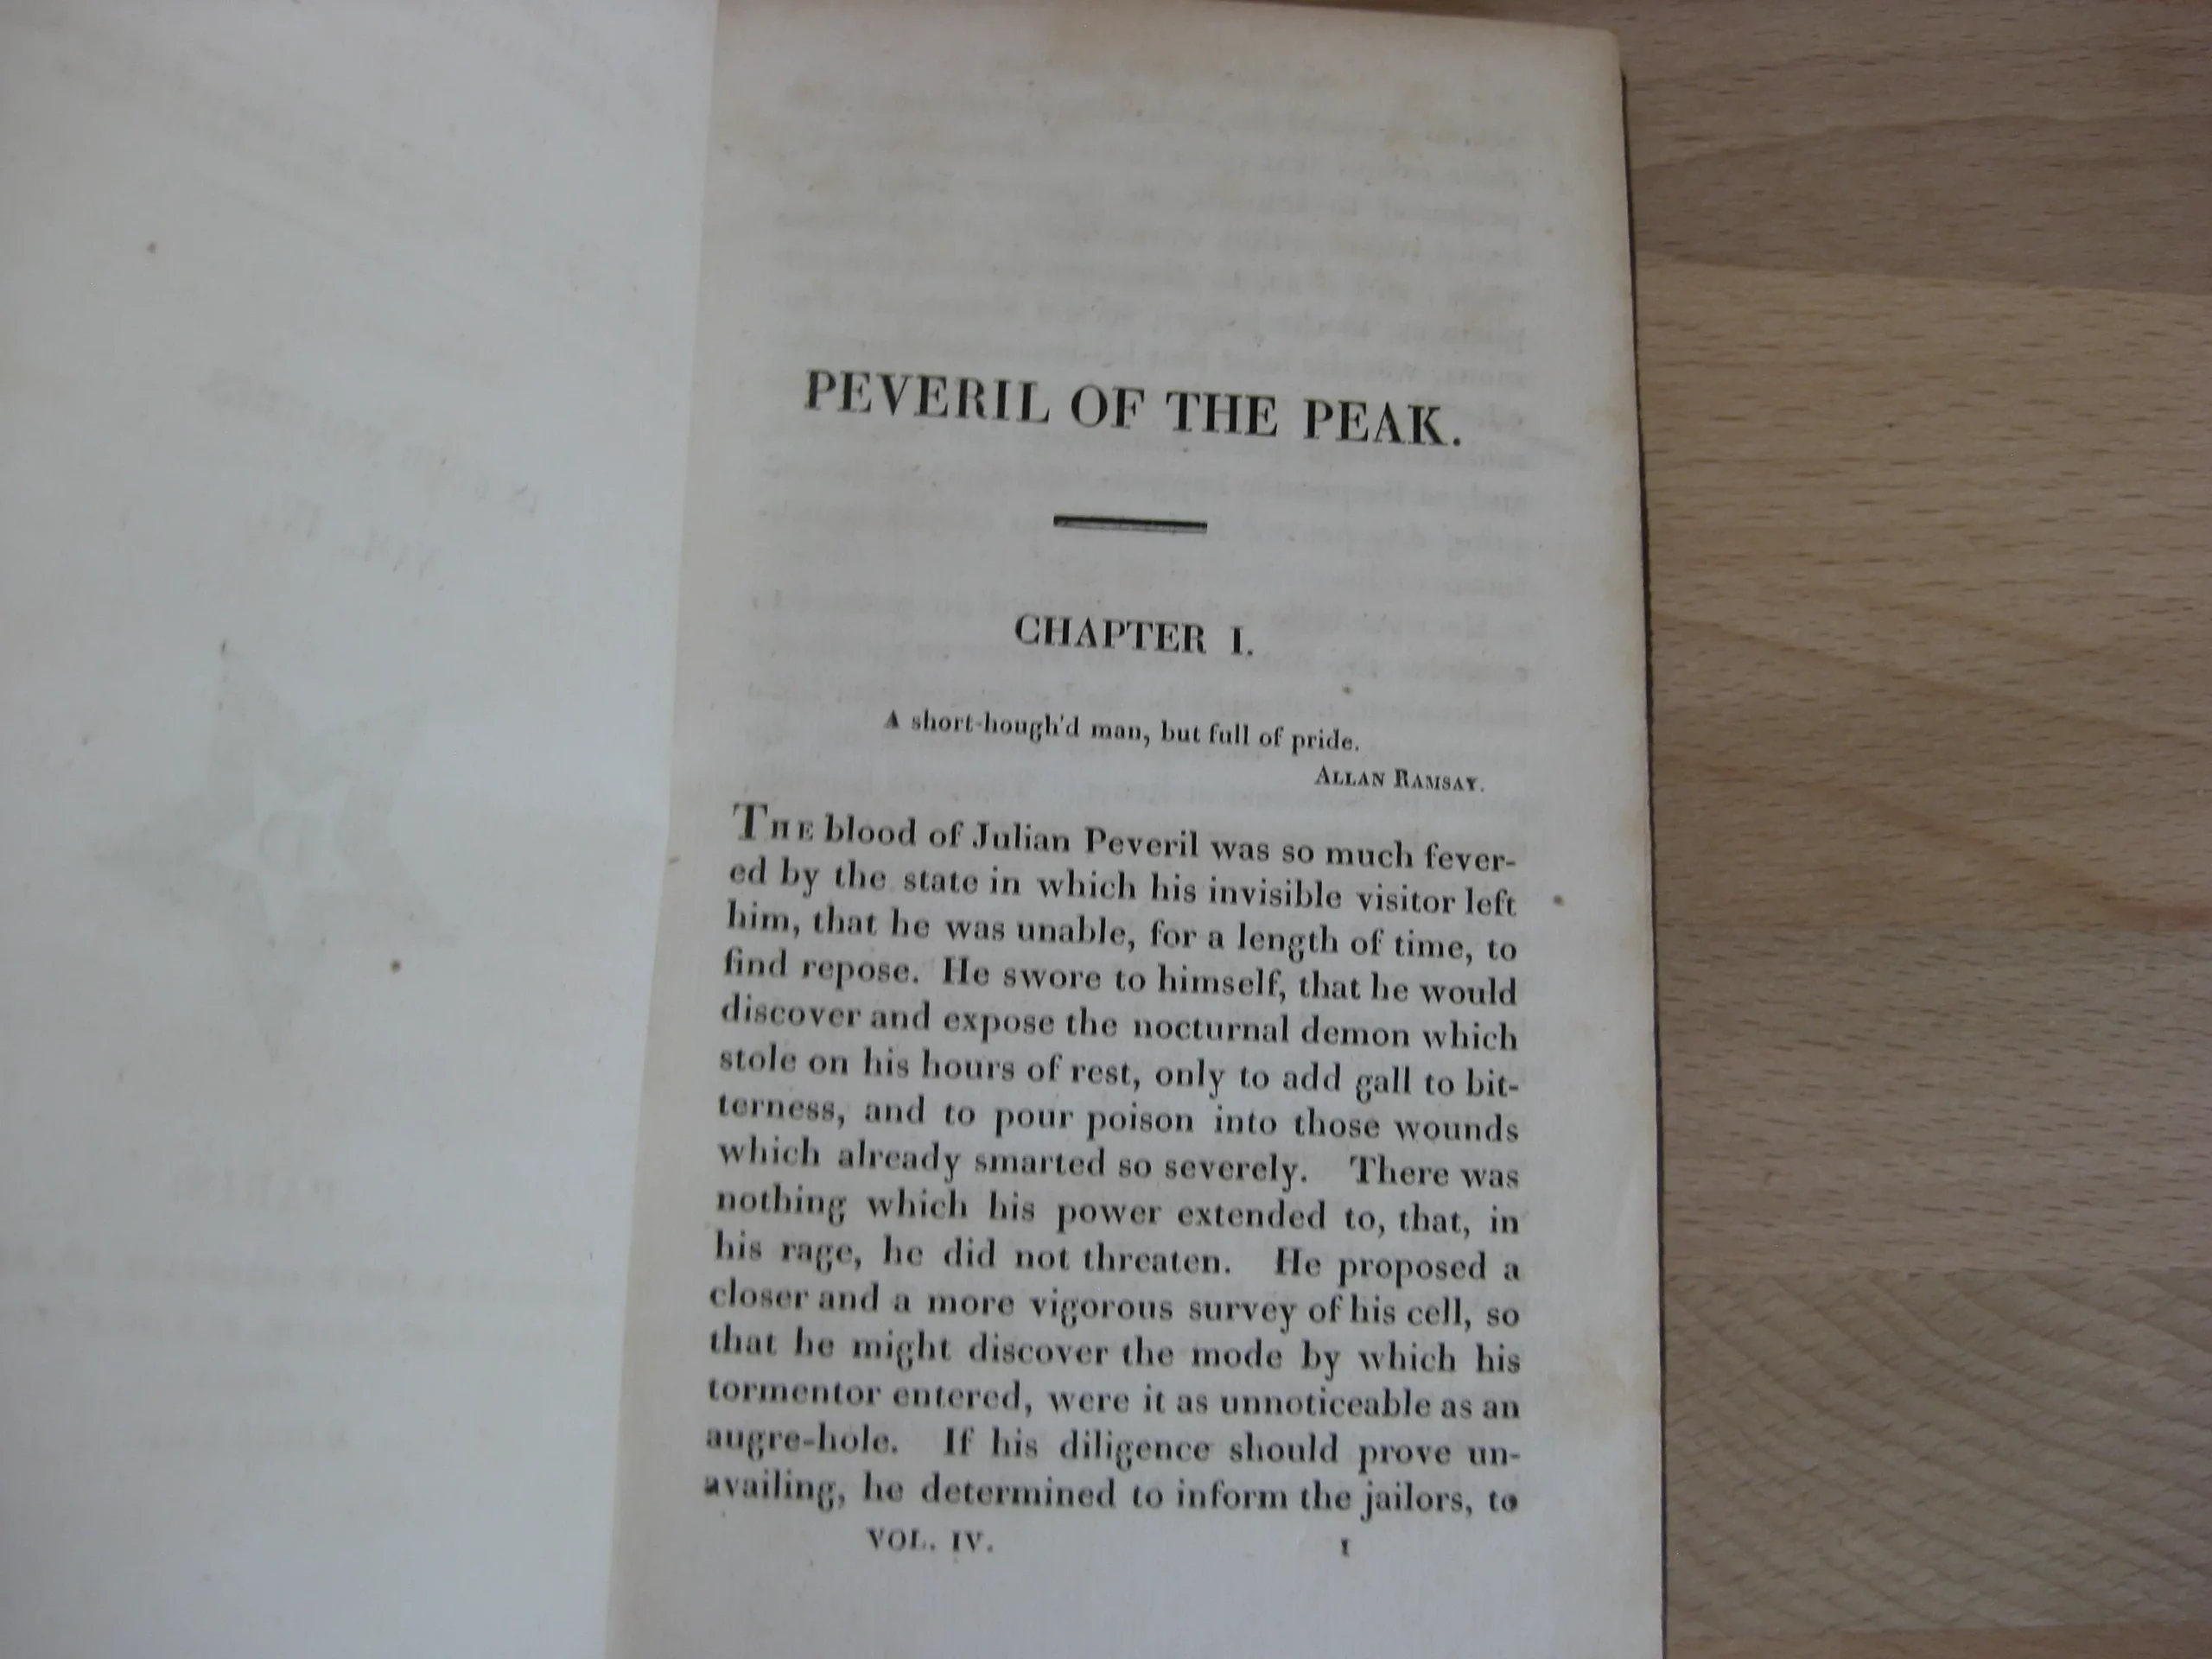 PEVERIL OF THE PEAK.
CHAPTER I.
A short-hough'd man, but full of pride.
ALLAN RAMSAY.
THE blood of Julian Peveril was so much fever-
ed by the state in which his invisible visitor left
him, that he was unable, for a length of time, to
find repose. He swore to himself, that he would
discover and expose the nocturnal demon which
stole on his hours of rest, only to add gall to bit-
terness, and to pour poison into those wounds
which already smarted so severely. There was
nothing which his power extended to, that, in
his rage, he did not threaten. He proposed a
closer and a more vigorous survey of his cell, so
that he might discover the mode by which his
tormentor entered, were it as unnoticeable as an
augre-hole. If his diligence should prove un-
availing, he determined to inform the jailors, to
VOL. IV. 1